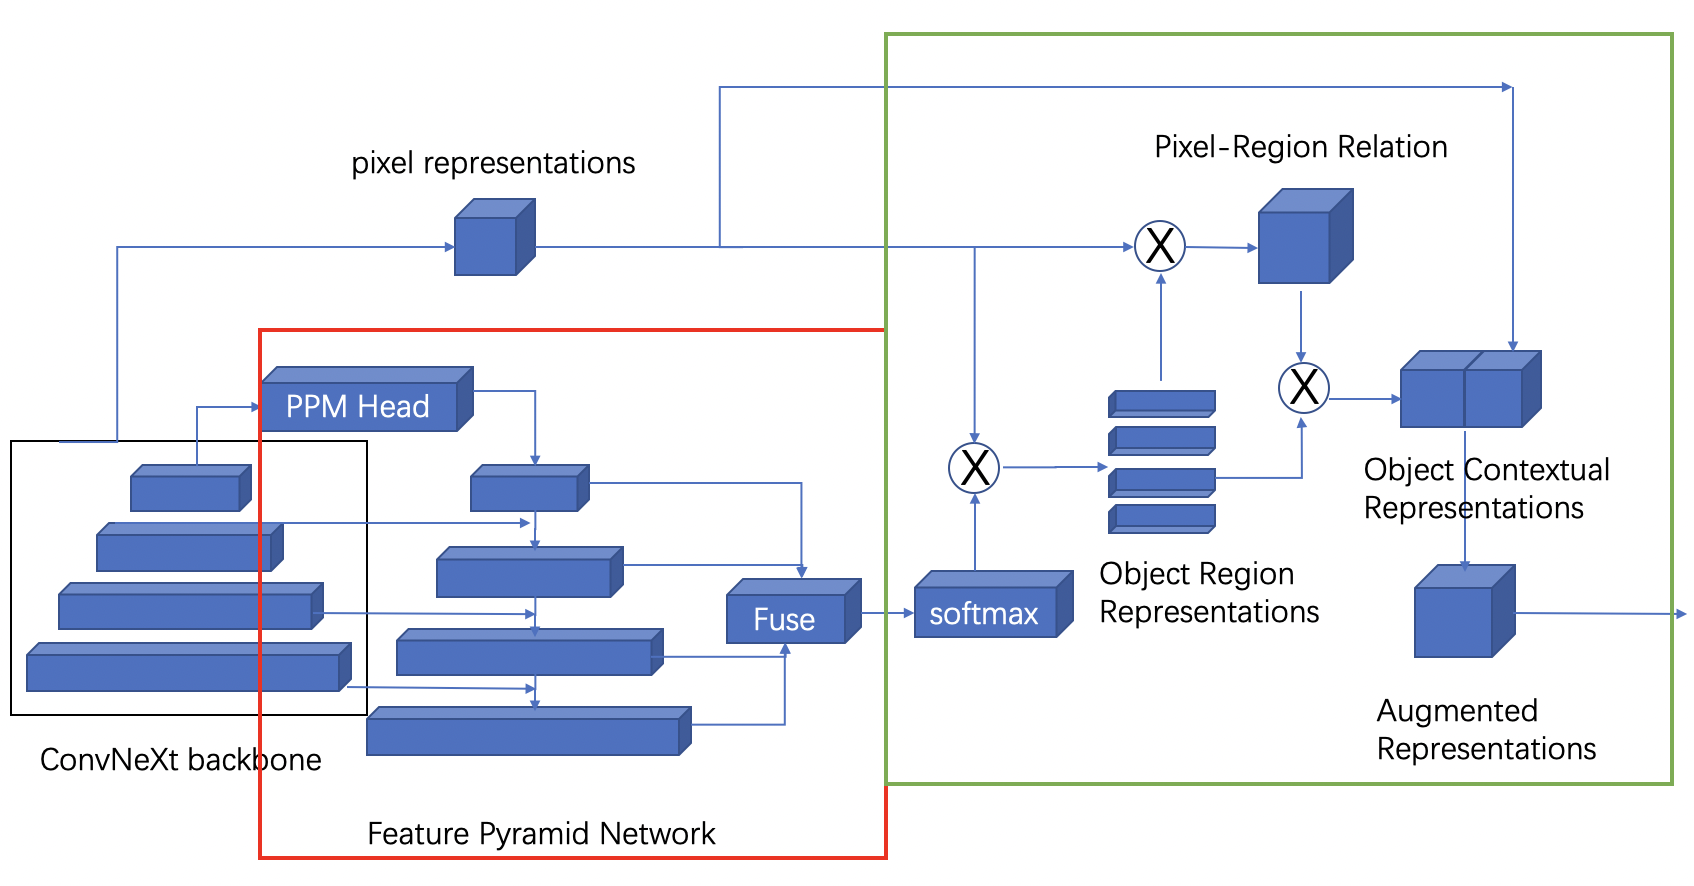 Pixel-Region Relation
pixel representations
X
PPM Head
X
X
Object Contextual
Representations
Object Region
Representations
softmax
Fuse
Augmented
Representations
ConvNeXt backbone
Feature Pyramid Network